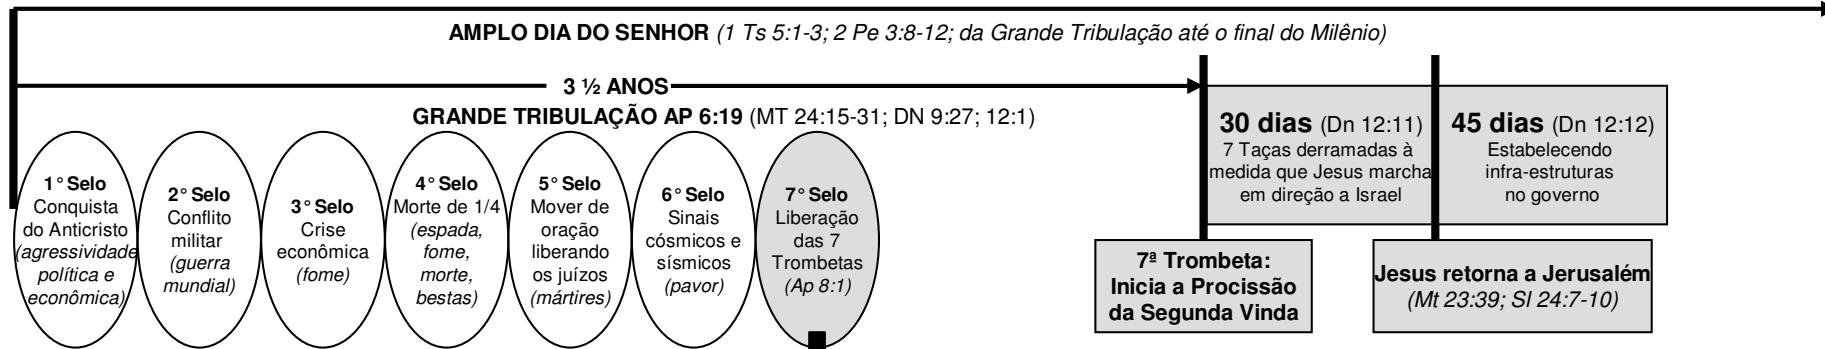 AMPLO DIA DO SENHOR (1 Ts 5:1-3; 2 Pe 3:8-12; da Grande Tribulação até o final do Milênio)
3 ½ ANOS
GRANDE TRIBULAÇÃO AP 6:19 (MT 24:15-31; DN 9:27; 12:1)
1° Selo
Conquista
do Anticristo
(agressividade
política e
econômica)
2° Selo
Conflito
militar
(guerra
mundial)
3° Selo
Crise
econômica
(fome)
4° Selo
Morte de 1/4
(espada,
fome,
morte,
bestas)
5° Selo
Mover de
oração
liberando
os juízos
(mártires)
6° Selo
Sinais
cósmicos e
sísmicos
(pavor)
7° Selo
Liberação
das 7
Trombetas
(Ap 8:1)
30 dias (Dn 12:11)
7 Taças derramadas à
medida que Jesus marcha
em direção a Israel
45 dias (Dn 12:12)
Estabelecendo
infra-estruturas
no governo
7ª Trombeta:
Inicia a Procissão
da Segunda Vinda
Jesus retorna a Jerusalém
(Mt 23:39; Sl 24:7-10)